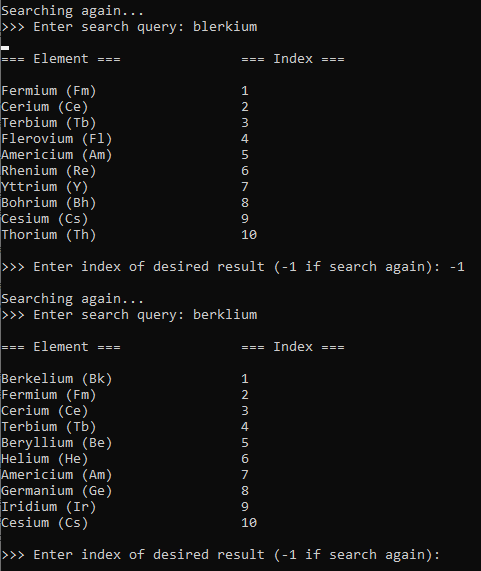 Searching again...
>>> Enter search query: blerkium
=== Element === === Index ===
Fermium (Fm) 1
Cerium (Ce) 2
Terbium (Tb) 3
Flerovium (Fl) 4
Americium (Am) 5
Rhenium (Re) 6
Yttrium (Y) 7
Bohrium (Bh) 8
Cesium (Cs) 9
Thorium (Th) 10
>>> Enter index of desired result (-1 if search again): -1
Searching again...
>>> Enter search query: berklium
=== Element === === Index ===
Berkelium (Bk) 1
Fermium (Fm) 2
Cerium (Ce) 3
Terbium (Tb) 4
Beryllium (Be) 5
Helium (He) 6
Americium (Am) 7
Germanium (Ge) 8
Iridium (Ir) 9
Cesium (Cs) 10
>>> Enter index of desired result (-1 if search again):